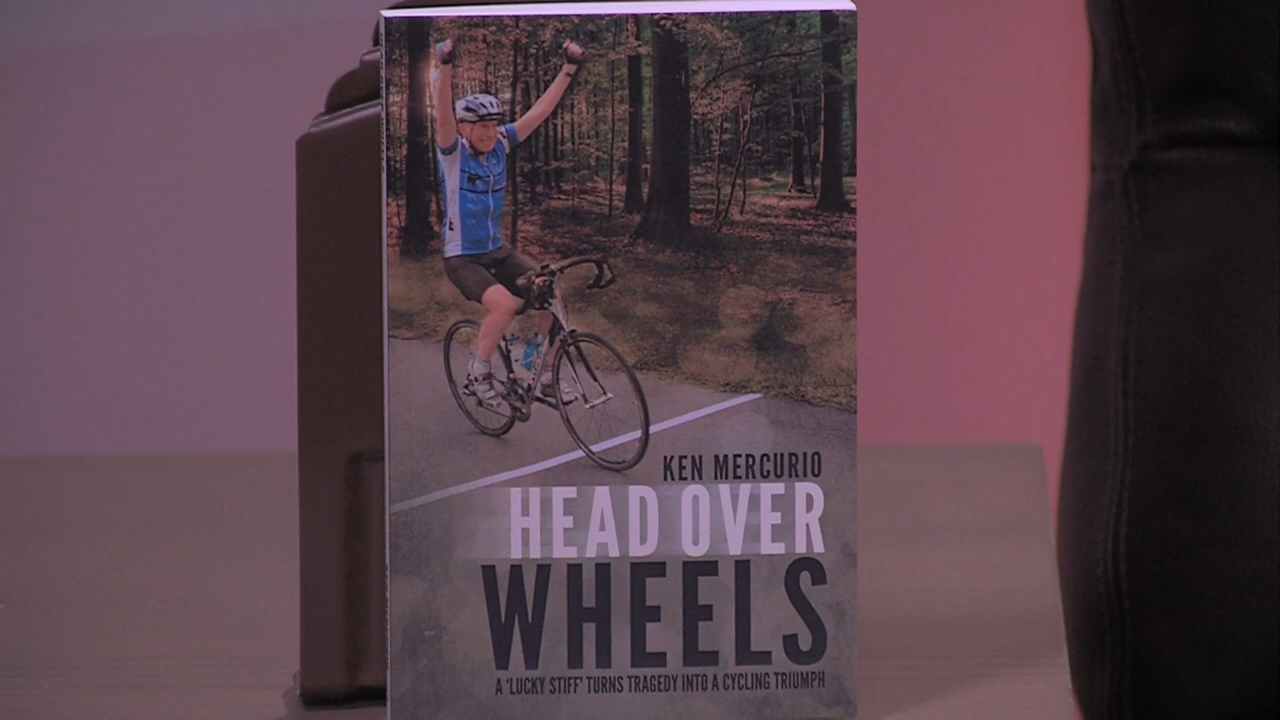 KEN MERCURIO
HEAD OVER
WHEELS
A 'LUCKY STIFF' TURNS TRAGEDY INTO A CYCLING TRIUMPH